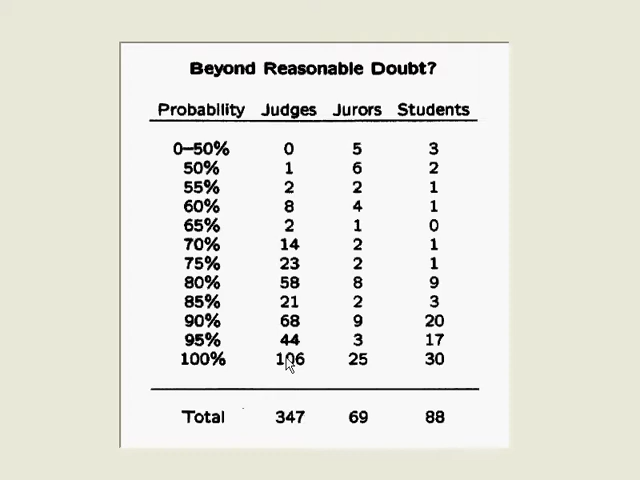 Beyond Reasonable Doubt?
Probability Judges Jurors Students
0—50% 0 5 3
50% 1 6 2
55% 2 2 1
60% 8 4 1
65% 2 1 0
70% 14 2 1
75% 23 2 1
80% 58 8 9
85% 21 2 3
90% 68 9 20
95% 44 3 17
100% 106 25 30
Total 347 69 88